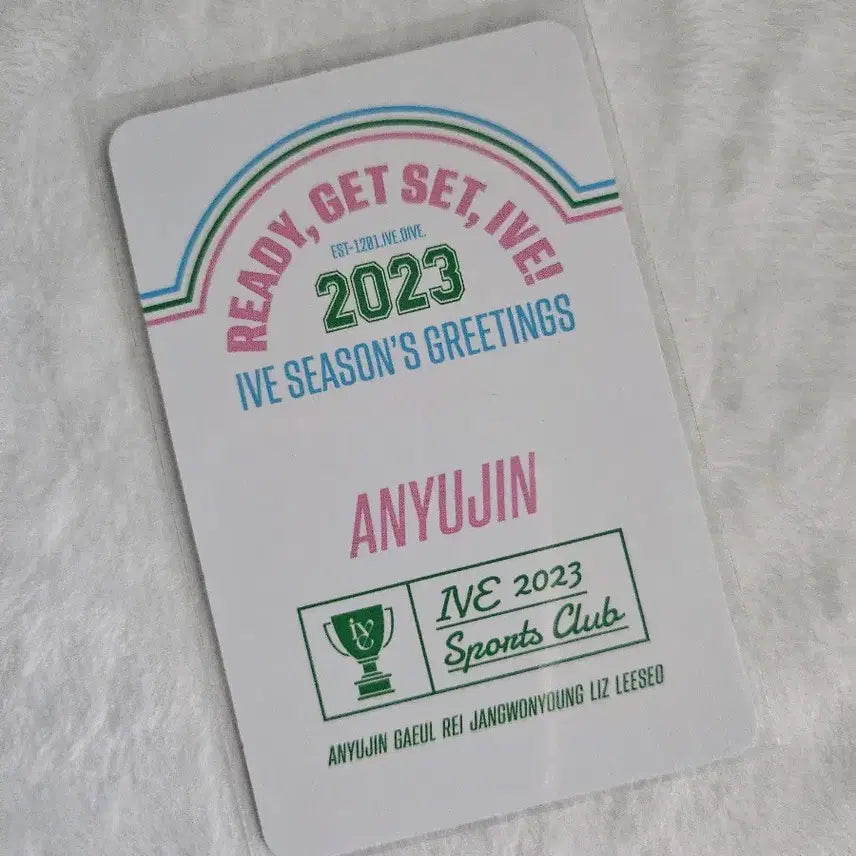 READY, GET SET, IVE!
EST-1201.IVE.DIVE.
2023
IVE SEASON'S GREETINGS
ANYUJIN
IVE
IVE 2023
Sports Club
ANYUJIN GAEUL REI JANGWONYOUNG LIZ LEESEO